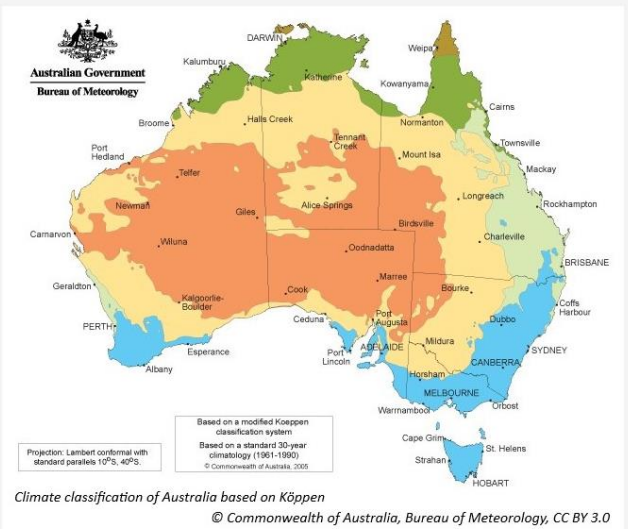 Australian Government
Bureau of Meteorology
DARWIN
Weipa
Kalumburu
Katherine
Kowanyama
Cairns
Broome
Halls Creek
Normanton
Tennant
Creek
Townsville
Port
Hedland
Mount Isa
Mackay
Telfer
Newman
Longreach
Rockhampton
Giles
Alice Springs
Birdsville
Carnarvon
Wiluna
Oodnadatta
Charleville
BRISBANE
Geraldton
Marree
Bourke
Cook
Kalgoorlie-
Boulder
Coffs
Harbour
Ceduna
Port
Augusta
Dubbo
PERTH
Esperance
Port
Lincoln
ADELAIDE
Mildura
SYDNEY
CANBERRA
Albany
Horsham
MELBOURNE
Warrnambool
Orbost
Cape Grim
St. Helens
Strahan
HOBART
Based on a modified Koeppen
classification system
Based on a standard 30-year
climatology (1961-1990)
© Commonwealth of Australia, 2005
Projection: Lambert conformal with
standard parallels 10°S, 40°S.
Climate classification of Australia based on Köppen
© Commonwealth of Australia, Bureau of Meteorology, CC BY 3.0